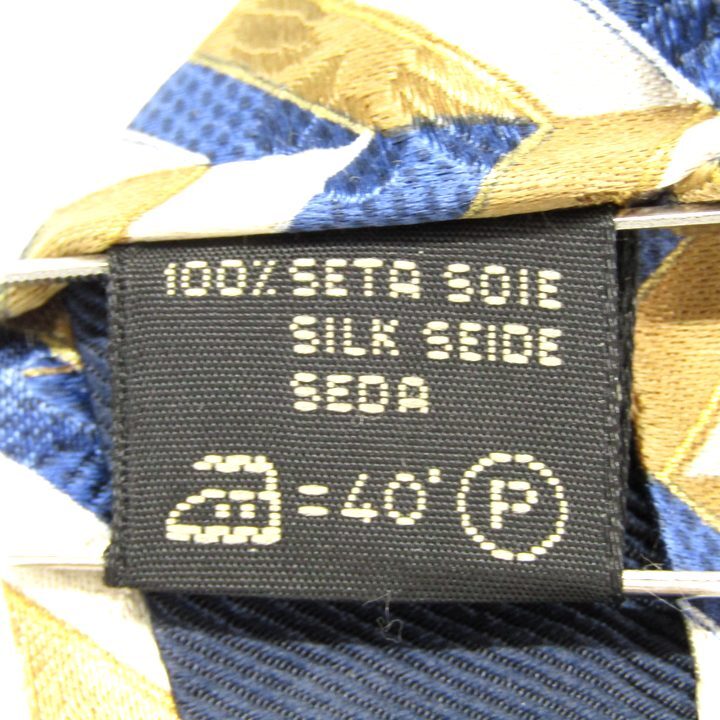 100% SETA SOIE
SILK SEIDE
SEDA
=40° P